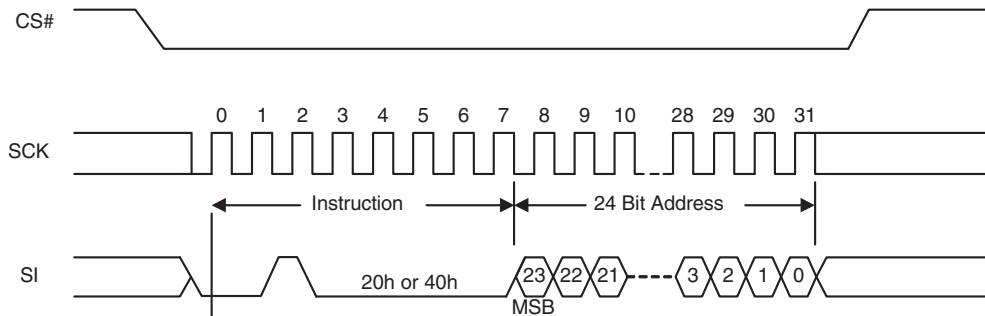 CS#
0 1 2 3 4 5 6 7 8 9 10 28 29 30 31
SCK
Instruction 24 Bit Address
SI 20h or 40h 23 22 21 3 2 1 0
MSB